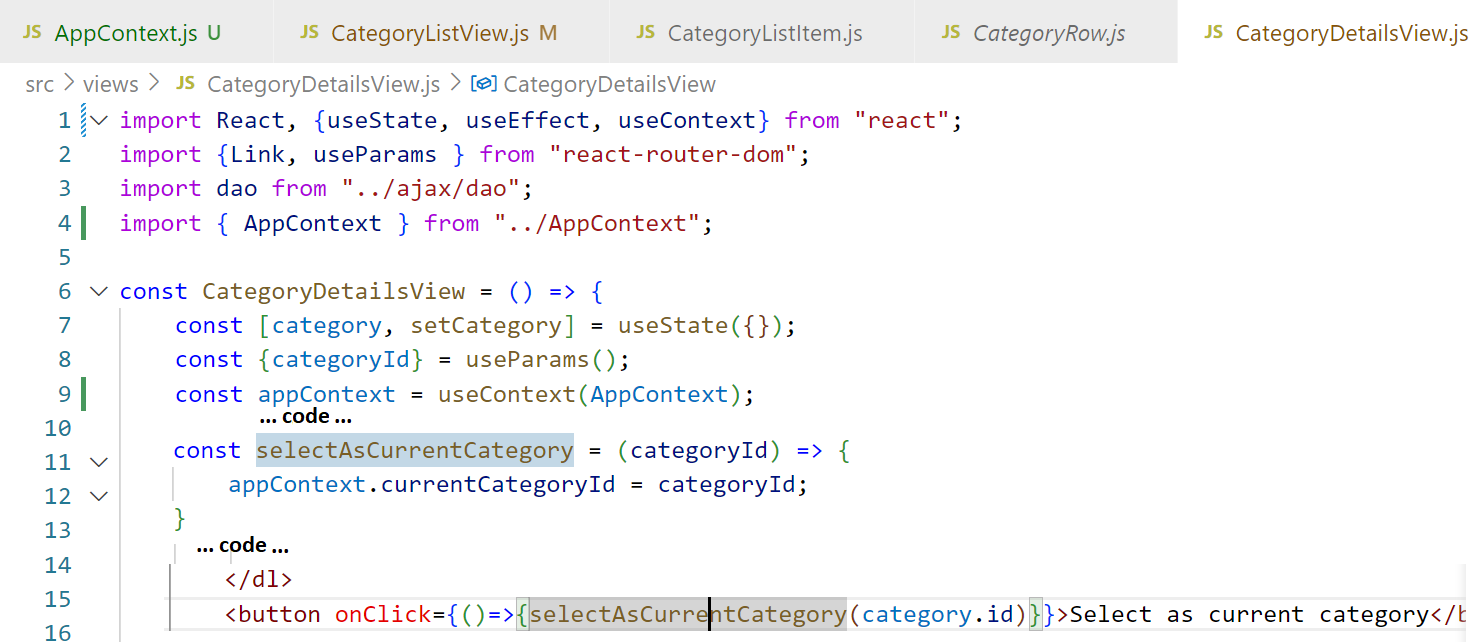 JS AppContext.js U JS CategoryListView.js M JS CategoryListItem.js JS CategoryRow.js JS CategoryDetailsView.js
src > views > JS CategoryDetailsView.js > CategoryDetailsView
1 import React, {useState, useEffect, useContext} from "react";
2 import {Link, useParams } from "react-router-dom";
3 import dao from "../ajax/dao";
4 import { AppContext } from "../AppContext";
5
6 const CategoryDetailsView = () => {
7 const [category, setCategory] = useState({});
8 const {categoryId} = useParams();
9 const appContext = useContext(AppContext);
... code ...
10
11 const selectAsCurrentCategory = (categoryId) => {
12 appContext.currentCategoryId = categoryId;
13 }
... code ...
14 </dl>
15 <button onClick={()=>{selectAsCurrentCategory(category.id)}}>Select as current category</b
16